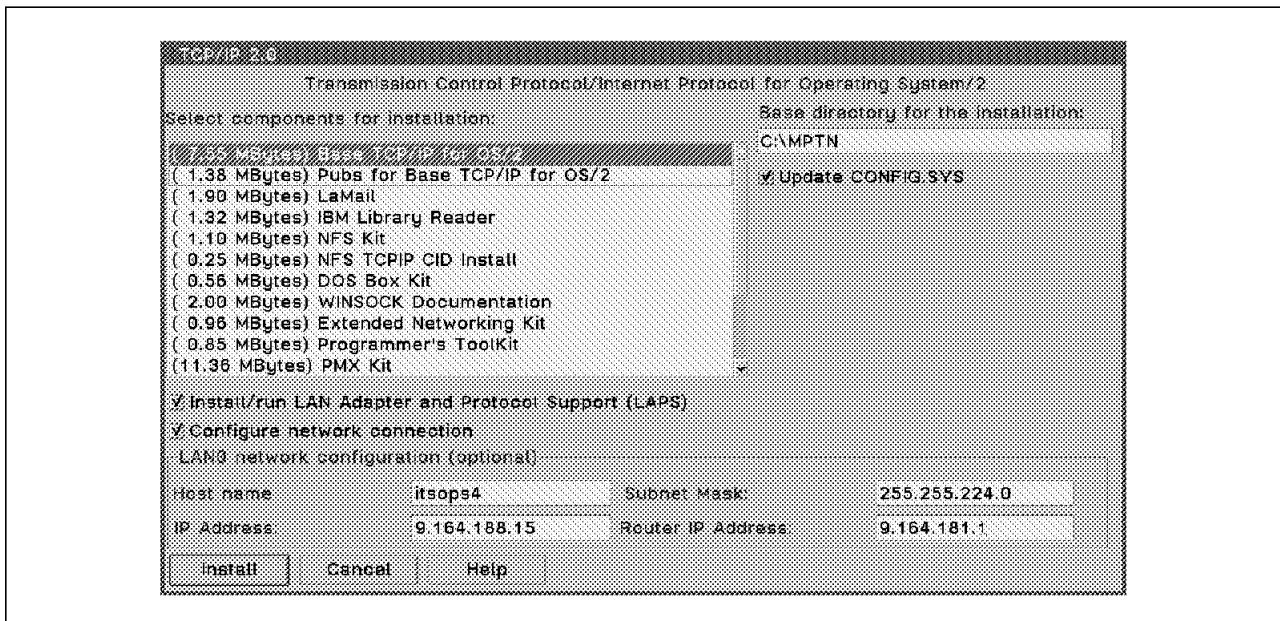 TCP/IP 2.0
Transmission Control Protocol/Internet Protocol for Operating System/2
Select components for installation:
Base directory for the installation:
C:\MPTN
( 7.55 MBytes) Base TCP/IP for OS/2
( 1.38 MBytes) Pubs for Base TCP/IP for OS/2
Update CONFIG.SYS
( 1.90 MBytes) LaMail
( 1.32 MBytes) IBM Library Reader
( 1.10 MBytes) NFS Kit
( 0.25 MBytes) NFS TCPIP CID Install
( 0.56 MBytes) DOS Box Kit
( 2.00 MBytes) WINSOCK Documentation
( 0.96 MBytes) Extended Networking Kit
( 0.85 MBytes) Programmer's ToolKit
(11.36 MBytes) PMX Kit
Install/run LAN Adapter and Protocol Support (LAPS)
Configure network connection
LAN0 network configuration (optional)
Host name itsops4 Subnet Mask: 255.255.224.0
IP Address: 9.164.188.15 Router IP Address: 9.164.181.1
Install Cancel Help